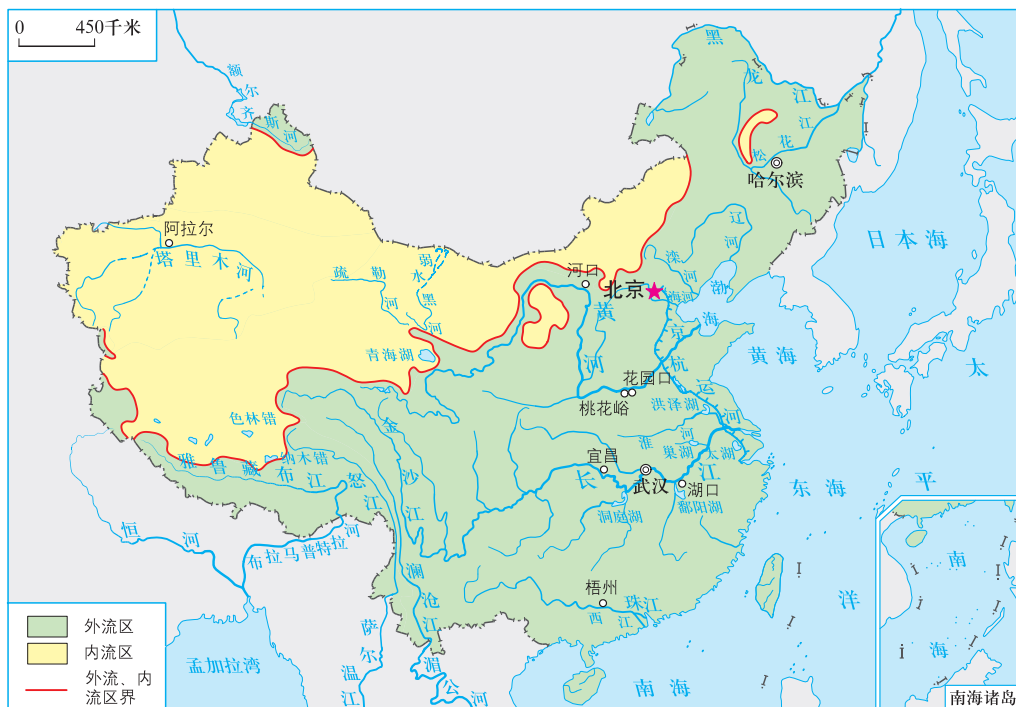 0 450千米
额尔齐斯河
黑龙江
松花江
哈尔滨
阿拉尔
塔里木河
辽河
日本海
滦河
疏勒河
弱水
黑河
河口
北京
渤海
海河
黄河
京杭运河
青海湖
黄海
太平洋
花园口
桃花峪
洪泽湖
色林错
金沙江
淮河
巢湖
太湖
纳木错
雅鲁藏布江
怒江
宜昌
长江
武汉
湖口
东海
洞庭湖
鄱阳湖
恒河
布拉马普特拉河
澜沧江
梧州
珠江
西江
萨尔温江
湄公河
孟加拉湾
南海
外流区
内流区
外流、内
流区界
南海
南海诸岛